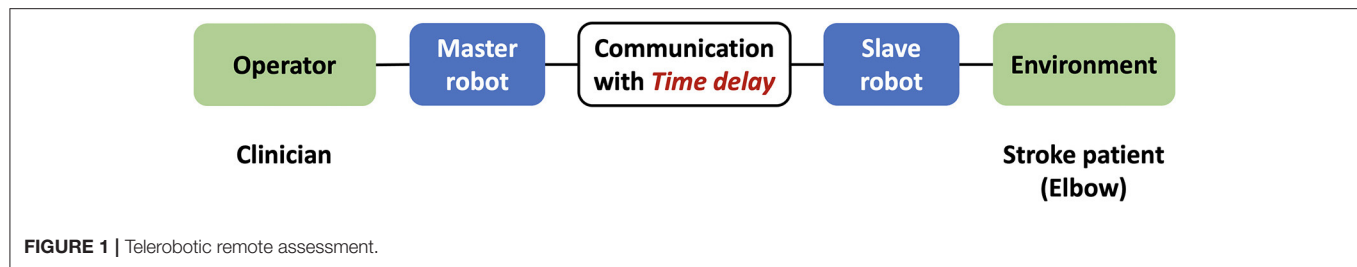 Operator
Master
robot
Communication
with Time delay
Slave
robot
Environment
Clinician
Stroke patient
(Elbow)
FIGURE 1 | Telerobotic remote assessment.